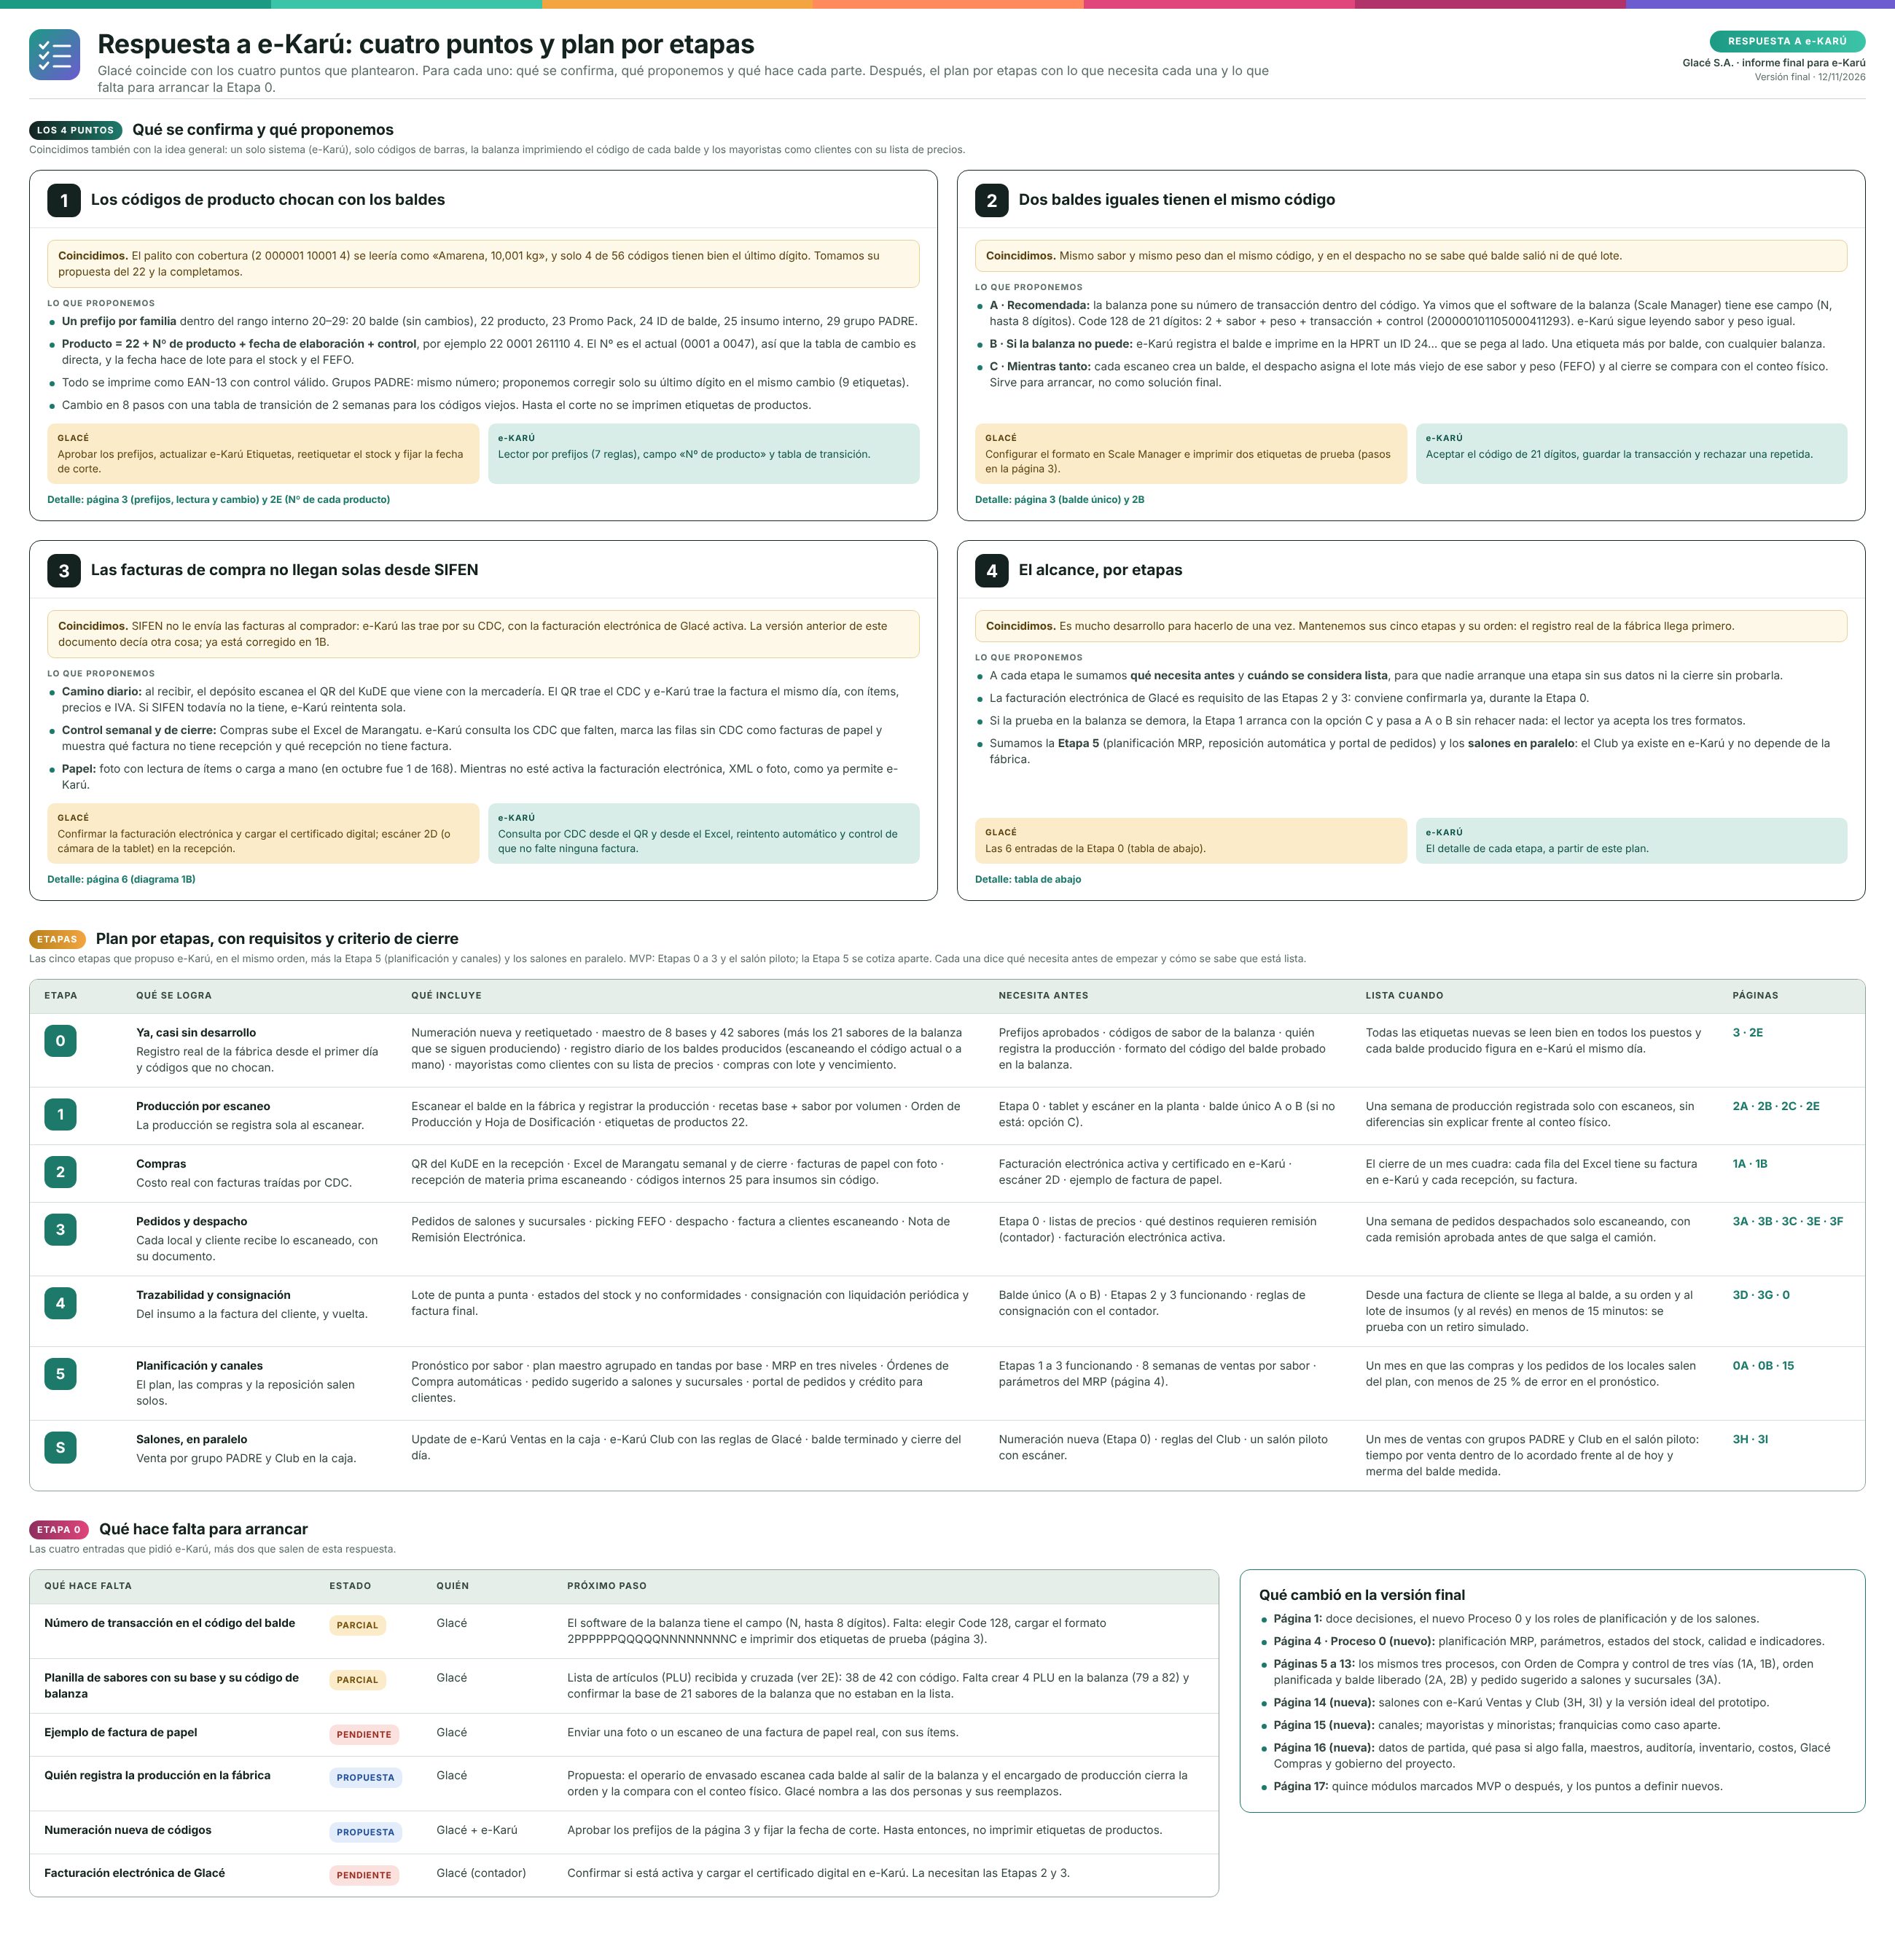 Respuesta a e-Karú: cuatro puntos y plan por etapas
Glacé coincide con los cuatro puntos que plantearon. Para cada uno: qué se confirma, qué proponemos y qué hace cada parte. Después, el plan por etapas con lo que necesita cada una y lo que
falta para arrancar la Etapa 0.
RESPUESTA A e-KARÚ
Glacé S.A. · informe final para e-Karú
Versión final · 12/11/2026
LOS 4 PUNTOS
Qué se confirma y qué proponemos
Coincidimos también con la idea general: un solo sistema (e-Karú), solo códigos de barras, la balanza imprimiendo el código de cada balde y los mayoristas como clientes con su lista de precios.
1
Los códigos de producto chocan con los baldes
Coincidimos. El palito con cobertura (2 000001 10001 4) se leería como «Amarena, 10,001 kg», y solo 4 de 56 códigos tienen bien el último dígito. Tomamos su
propuesta del 22 y la completamos.
LO QUE PROPONEMOS
Un prefijo por familia dentro del rango interno 20–29: 20 balde (sin cambios), 22 producto, 23 Promo Pack, 24 ID de balde, 25 insumo interno, 29 grupo PADRE.
Producto = 22 + Nº de producto + fecha de elaboración + control, por ejemplo 22 0001 261110 4. El Nº es el actual (0001 a 0047), así que la tabla de cambio es
directa, y la fecha hace de lote para el stock y el FEFO.
Todo se imprime como EAN-13 con control válido. Grupos PADRE: mismo número; proponemos corregir solo su último dígito en el mismo cambio (9 etiquetas).
Cambio en 8 pasos con una tabla de transición de 2 semanas para los códigos viejos. Hasta el corte no se imprimen etiquetas de productos.
GLACÉ
Aprobar los prefijos, actualizar e-Karú Etiquetas, reetiquetar el stock y fijar la fecha
de corte.
e-KARÚ
Lector por prefijos (7 reglas), campo «Nº de producto» y tabla de transición.
Detalle: página 3 (prefijos, lectura y cambio) y 2E (Nº de cada producto)
2
Dos baldes iguales tienen el mismo código
Coincidimos. Mismo sabor y mismo peso dan el mismo código, y en el despacho no se sabe qué balde salió ni de qué lote.
LO QUE PROPONEMOS
A · Recomendada: la balanza pone su número de transacción dentro del código. Ya vimos que el software de la balanza (Scale Manager) tiene ese campo (N,
hasta 8 dígitos). Code 128 de 21 dígitos: 2 + sabor + peso + transacción + control (200000101105000411293). e-Karú sigue leyendo sabor y peso igual.
B · Si la balanza no puede: e-Karú registra el balde e imprime en la HPRT un ID 24... que se pega al lado. Una etiqueta más por balde, con cualquier balanza.
C · Mientras tanto: cada escaneo crea un balde, el despacho asigna el lote más viejo de ese sabor y peso (FEFO) y al cierre se compara con el conteo físico.
Sirve para arrancar, no como solución final.
GLACÉ
Configurar el formato en Scale Manager e imprimir dos etiquetas de prueba (pasos
en la página 3).
e-KARÚ
Aceptar el código de 21 dígitos, guardar la transacción y rechazar una repetida.
Detalle: página 3 (balde único) y 2B
3
Las facturas de compra no llegan solas desde SIFEN
Coincidimos. SIFEN no le envía las facturas al comprador: e-Karú las trae por su CDC, con la facturación electrónica de Glacé activa. La versión anterior de este
documento decía otra cosa; ya está corregido en 1B.
LO QUE PROPONEMOS
Camino diario: al recibir, el depósito escanea el QR del KuDE que viene con la mercadería. El QR trae el CDC y e-Karú trae la factura el mismo día, con ítems,
precios e IVA. Si SIFEN todavía no la tiene, e-Karú reintenta sola.
Control semanal y de cierre: Compras sube el Excel de Marangatu. e-Karú consulta los CDC que falten, marca las filas sin CDC como facturas de papel y
muestra qué factura no tiene recepción y qué recepción no tiene factura.
Papel: foto con lectura de ítems o carga a mano (en octubre fue 1 de 168). Mientras no esté activa la facturación electrónica, XML o foto, como ya permite e-
Karú.
GLACÉ
Confirmar la facturación electrónica y cargar el certificado digital; escáner 2D (o
cámara de la tablet) en la recepción.
e-KARÚ
Consulta por CDC desde el QR y desde el Excel, reintento automático y control de
que no falte ninguna factura.
Detalle: página 6 (diagrama 1B)
4
El alcance, por etapas
Coincidimos. Es mucho desarrollo para hacerlo de una vez. Mantenemos sus cinco etapas y su orden: el registro real de la fábrica llega primero.
LO QUE PROPONEMOS
A cada etapa le sumamos qué necesita antes y cuándo se considera lista, para que nadie arranque una etapa sin sus datos ni la cierre sin probarla.
La facturación electrónica de Glacé es requisito de las Etapas 2 y 3: conviene confirmarla ya, durante la Etapa 0.
Si la prueba en la balanza se demora, la Etapa 1 arranca con la opción C y pasa a A o B sin rehacer nada: el lector ya acepta los tres formatos.
Sumamos la Etapa 5 (planificación MRP, reposición automática y portal de pedidos) y los salones en paralelo: el Club ya existe en e-Karú y no depende de la
fábrica.
GLACÉ
Las 6 entradas de la Etapa 0 (tabla de abajo).
e-KARÚ
El detalle de cada etapa, a partir de este plan.
Detalle: tabla de abajo
ETAPAS
Plan por etapas, con requisitos y criterio de cierre
Las cinco etapas que propuso e-Karú, en el mismo orden, más la Etapa 5 (planificación y canales) y los salones en paralelo. MVP: Etapas 0 a 3 y el salón piloto; la Etapa 5 se cotiza aparte. Cada una dice qué necesita antes de empezar y cómo se sabe que está lista.
ETAPA
QUÉ SE LOGRA
QUÉ INCLUYE
NECESITA ANTES
LISTA CUANDO
PÁGINAS
0
Ya, casi sin desarrollo
Registro real de la fábrica desde el primer día
y códigos que no chocan.
Numeración nueva y reetiquetado · maestro de 8 bases y 42 sabores (más los 21 sabores de la balanza
que se siguen produciendo) · registro diario de los baldes producidos (escaneando el código actual o a
mano) · mayoristas como clientes con su lista de precios · compras con lote y vencimiento.
Prefijos aprobados · códigos de sabor de la balanza · quién
registra la producción · formato del código del balde probado
en la balanza.
Todas las etiquetas nuevas se leen bien en todos los puestos y
cada balde producido figura en e-Karú el mismo día.
3 · 2E
1
Producción por escaneo
La producción se registra sola al escanear.
Escanear el balde en la fábrica y registrar la producción · recetas base + sabor por volumen · Orden de
Producción y Hoja de Dosificación · etiquetas de productos 22.
Etapa 0 · tablet y escáner en la planta · balde único A o B (si no
está: opción C).
Una semana de producción registrada solo con escaneos, sin
diferencias sin explicar frente al conteo físico.
2A · 2B · 2C · 2E
2
Compras
Costo real con facturas traídas por CDC.
QR del KuDE en la recepción · Excel de Marangatu semanal y de cierre · facturas de papel con foto ·
recepción de materia prima escaneando · códigos internos 25 para insumos sin código.
Facturación electrónica activa y certificado en e-Karú ·
escáner 2D · ejemplo de factura de papel.
El cierre de un mes cuadra: cada fila del Excel tiene su factura
en e-Karú y cada recepción, su factura.
1A · 1B
3
Pedidos y despacho
Cada local y cliente recibe lo escaneado, con
su documento.
Pedidos de salones y sucursales · picking FEFO · despacho · factura a clientes escaneando · Nota de
Remisión Electrónica.
Etapa 0 · listas de precios · qué destinos requieren remisión
(contador) · facturación electrónica activa.
Una semana de pedidos despachados solo escaneando, con
cada remisión aprobada antes de que salga el camión.
3A · 3B · 3C · 3E · 3F
4
Trazabilidad y consignación
Del insumo a la factura del cliente, y vuelta.
Lote de punta a punta · estados del stock y no conformidades · consignación con liquidación periódica y
factura final.
Balde único (A o B) · Etapas 2 y 3 funcionando · reglas de
consignación con el contador.
Desde una factura de cliente se llega al balde, a su orden y al
lote de insumos (y al revés) en menos de 15 minutos: se
prueba con un retiro simulado.
3D · 3G · 0
5
Planificación y canales
El plan, las compras y la reposición salen
solos.
Pronóstico por sabor · plan maestro agrupado en tandas por base · MRP en tres niveles · Órdenes de
Compra automáticas · pedido sugerido a salones y sucursales · portal de pedidos y crédito para
clientes.
Etapas 1 a 3 funcionando · 8 semanas de ventas por sabor ·
parámetros del MRP (página 4).
Un mes en que las compras y los pedidos de los locales salen
del plan, con menos de 25 % de error en el pronóstico.
0A · 0B · 15
S
Salones, en paralelo
Venta por grupo PADRE y Club en la caja.
Update de e-Karú Ventas en la caja · e-Karú Club con las reglas de Glacé · balde terminado y cierre del
día.
Numeración nueva (Etapa 0) · reglas del Club · un salón piloto
con escáner.
Un mes de ventas con grupos PADRE y Club en el salón piloto:
tiempo por venta dentro de lo acordado frente al de hoy y
merma del balde medida.
3H · 3I
ETAPA 0
Qué hace falta para arrancar
Las cuatro entradas que pidió e-Karú, más dos que salen de esta respuesta.
QUÉ HACE FALTA
ESTADO
QUIÉN
PRÓXIMO PASO
Número de transacción en el código del balde
PARCIAL
Glacé
El software de la balanza tiene el campo (N, hasta 8 dígitos). Falta: elegir Code 128, cargar el formato
2PPPPPPQQQQQNNNNNNNNC e imprimir dos etiquetas de prueba (página 3).
Planilla de sabores con su base y su código de
balanza
PARCIAL
Glacé
Lista de artículos (PLU) recibida y cruzada (ver 2E): 38 de 42 con código. Falta crear 4 PLU en la balanza (79 a 82) y
confirmar la base de 21 sabores de la balanza que no estaban en la lista.
Ejemplo de factura de papel
PENDIENTE
Glacé
Enviar una foto o un escaneo de una factura de papel real, con sus ítems.
Quién registra la producción en la fábrica
PROPUESTA
Glacé
Propuesta: el operario de envasado escanea cada balde al salir de la balanza y el encargado de producción cierra la
orden y la compara con el conteo físico. Glacé nombra a las dos personas y sus reemplazos.
Numeración nueva de códigos
PROPUESTA
Glacé + e-Karú
Aprobar los prefijos de la página 3 y fijar la fecha de corte. Hasta entonces, no imprimir etiquetas de productos.
Facturación electrónica de Glacé
PENDIENTE
Glacé (contador)
Confirmar si está activa y cargar el certificado digital en e-Karú. La necesitan las Etapas 2 y 3.
Qué cambió en la versión final
Página 1: doce decisiones, el nuevo Proceso 0 y los roles de planificación y de los salones.
Página 4 · Proceso 0 (nuevo): planificación MRP, parámetros, estados del stock, calidad e indicadores.
Páginas 5 a 13: los mismos tres procesos, con Orden de Compra y control de tres vías (1A, 1B), orden
planificada y balde liberado (2A, 2B) y pedido sugerido a salones y sucursales (3A).
Página 14 (nueva): salones con e-Karú Ventas y Club (3H, 3I) y la versión ideal del prototipo.
Página 15 (nueva): canales; mayoristas y minoristas; franquicias como caso aparte.
Página 16 (nueva): datos de partida, qué pasa si algo falla, maestros, auditoría, inventario, costos, Glacé
Compras y gobierno del proyecto.
Página 17: quince módulos marcados MVP o después, y los puntos a definir nuevos.